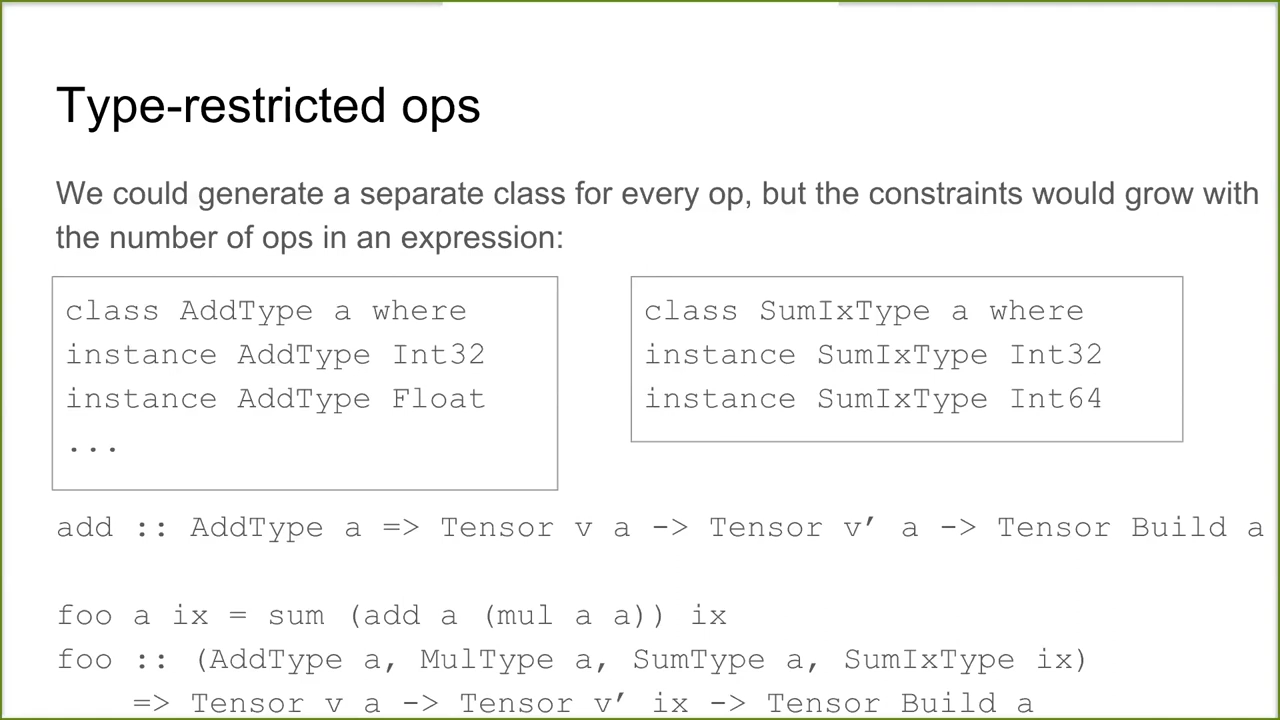 Type-restricted ops
We could generate a separate class for every op, but the constraints would grow with
the number of ops in an expression:
class AddType a where
instance AddType Int32
instance AddType Float
...
class SumIxType a where
instance SumIxType Int32
instance SumIxType Int64
add :: AddType a => Tensor v a -> Tensor v’ a -> Tensor Build a
foo a ix = sum (add a (mul a a)) ix
foo :: (AddType a, MulType a, SumType a, SumIxType ix)
=> Tensor v a -> Tensor v’ ix -> Tensor Build a